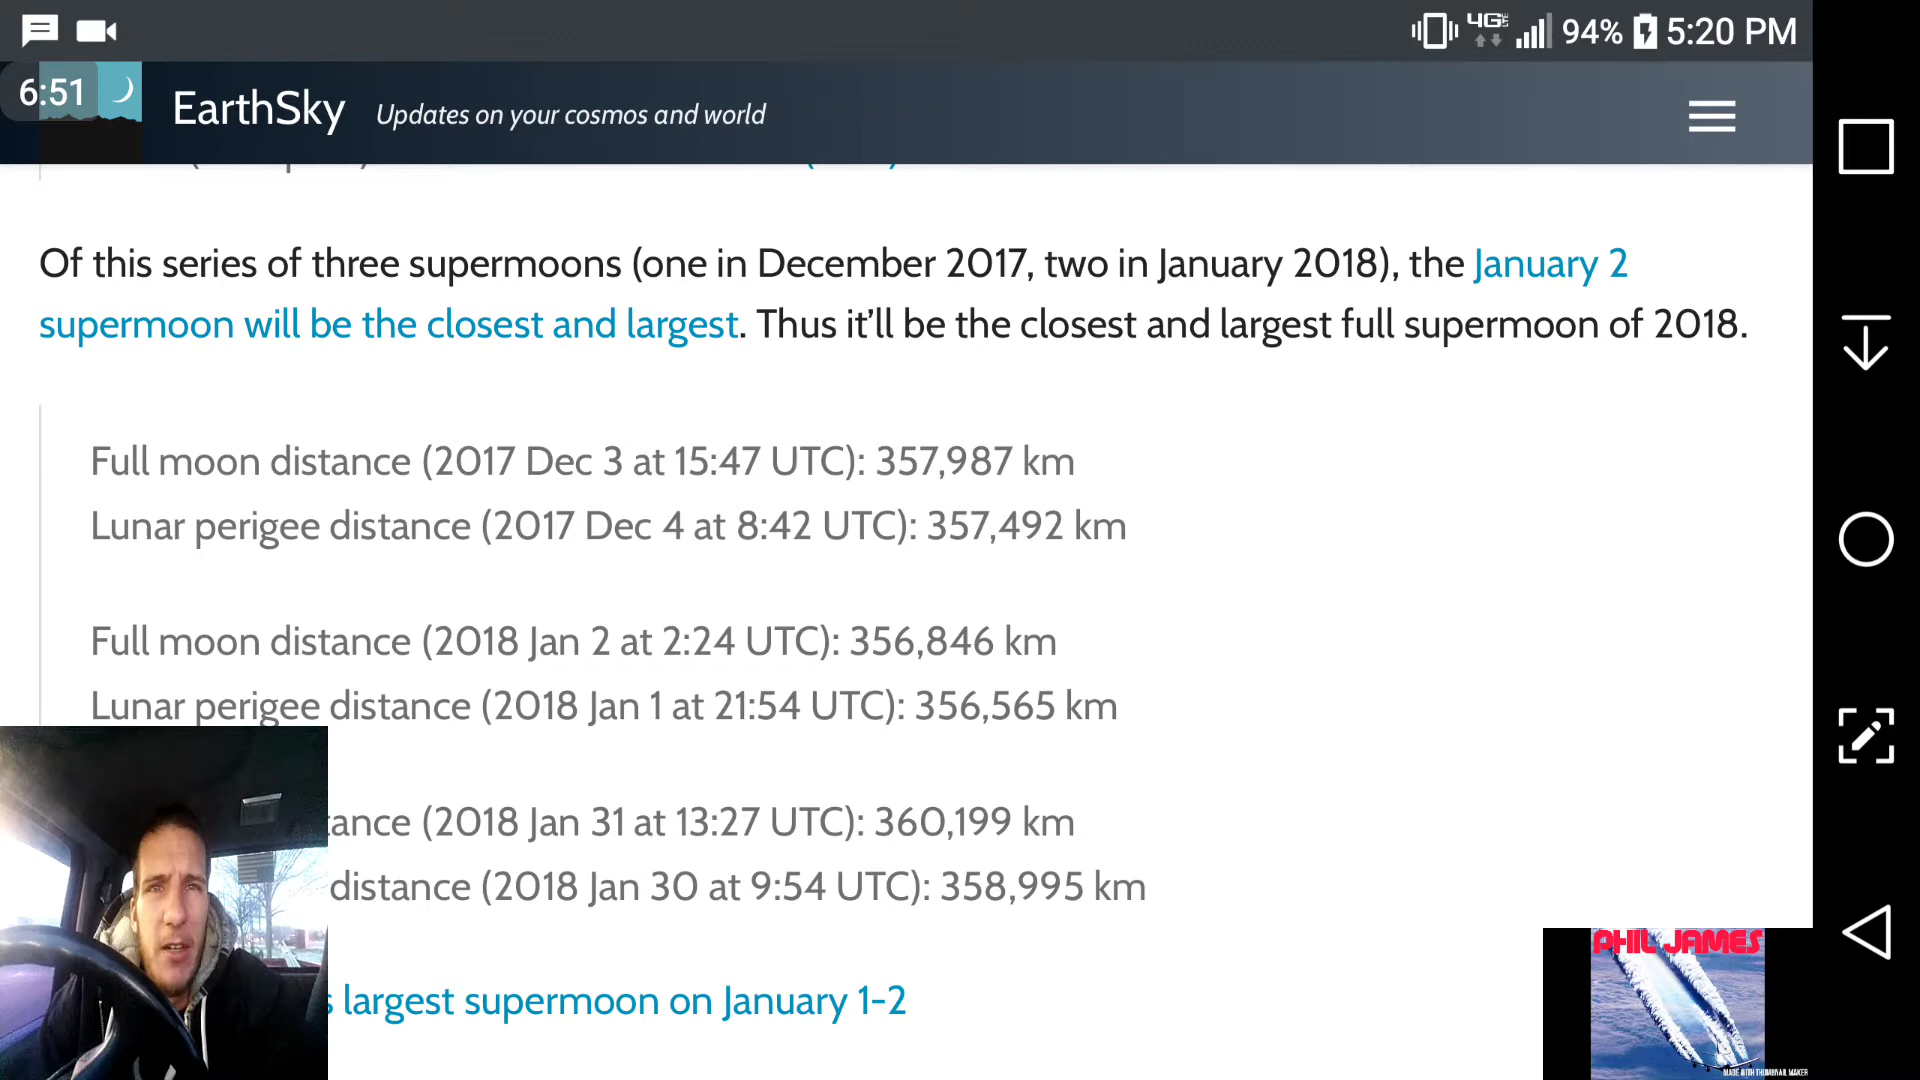 94% 5:20 PM
6:51
EarthSky Updates on your cosmos and world
Of this series of three supermoons (one in December 2017, two in January 2018), the January 2
supermoon will be the closest and largest. Thus it'll be the closest and largest full supermoon of 2018.
Full moon distance (2017 Dec 3 at 15:47 UTC): 357,987 km
Lunar perigee distance (2017 Dec 4 at 8:42 UTC): 357,492 km
Full moon distance (2018 Jan 2 at 2:24 UTC): 356,846 km
Lunar perigee distance (2018 Jan 1 at 21:54 UTC): 356,565 km
tance (2018 Jan 31 at 13:27 UTC): 360,199 km
distance (2018 Jan 30 at 9:54 UTC): 358,995 km
largest supermoon on January 1-2
PHIL JAMES
MADE WITH THUMBNAIL MAKER